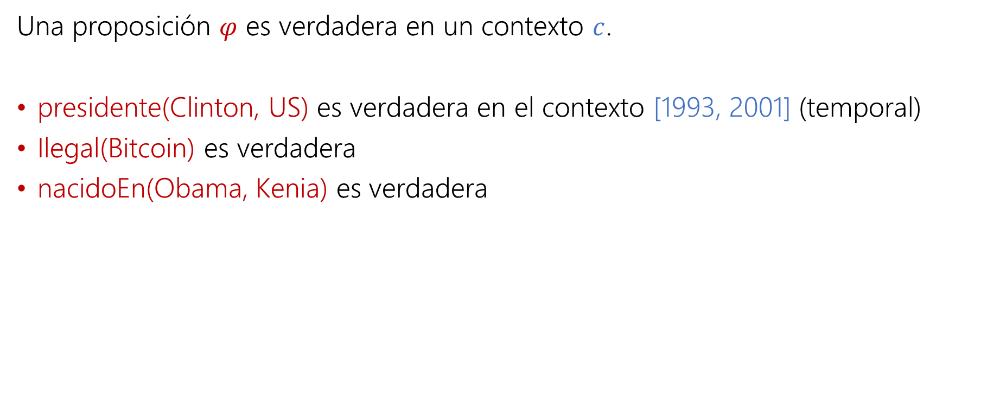 Una proposición φ es verdadera en un contexto c.
• presidente(Clinton, US) es verdadera en el contexto [1993, 2001] (temporal)
• Ilegal(Bitcoin) es verdadera
• nacidoEn(Obama, Kenia) es verdadera